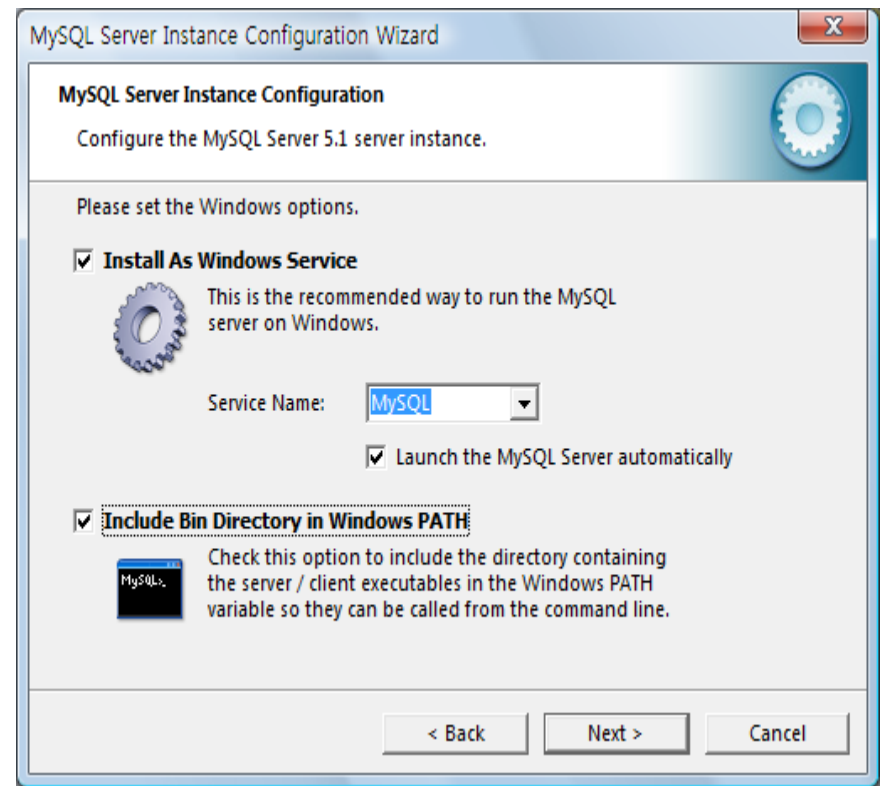 MySQL Server Instance Configuration Wizard
X
MySQL Server Instance Configuration
Configure the MySQL Server 5.1 server instance.
Please set the Windows options.
Install As Windows Service
This is the recommended way to run the MySQL
server on Windows.
Service Name: MySQL
Launch the MySQL Server automatically
Include Bin Directory in Windows PATH
Check this option to include the directory containing
the server / client executables in the Windows PATH
variable so they can be called from the command line.
MySQL>_
< Back Next > Cancel